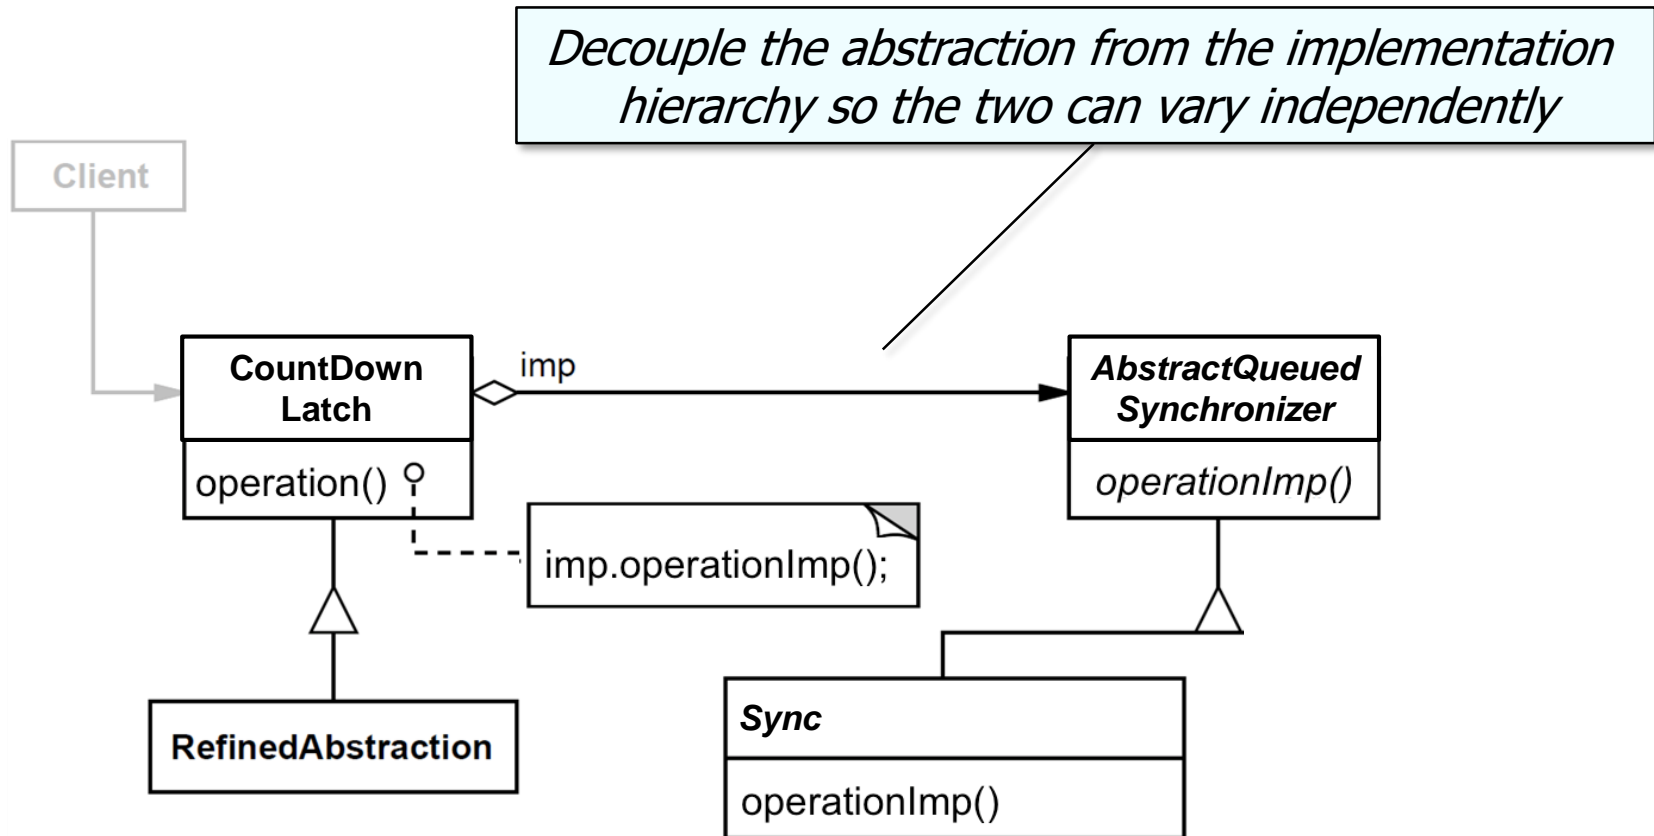 Decouple the abstraction from the implementation
hierarchy so the two can vary independently
Client
CountDown
Latch
imp
AbstractQueued
Synchronizer
operation()
operationImp()
imp.operationImp();
RefinedAbstraction
Sync
operationImp()